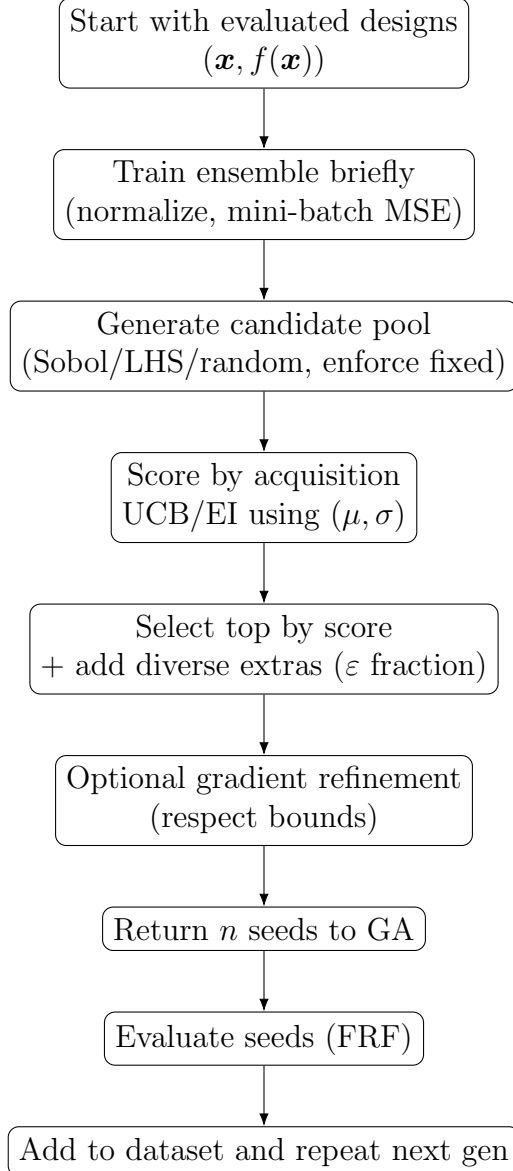 Start with evaluated designs
(x, f(x))
Train ensemble briefly
(normalize, mini-batch MSE)
Generate candidate pool
(Sobol/LHS/random, enforce fixed)
Score by acquisition
UCB/EI using (μ, σ)
Select top by score
+ add diverse extras (ε fraction)
Optional gradient refinement
(respect bounds)
Return n seeds to GA
Evaluate seeds (FRF)
Add to dataset and repeat next gen